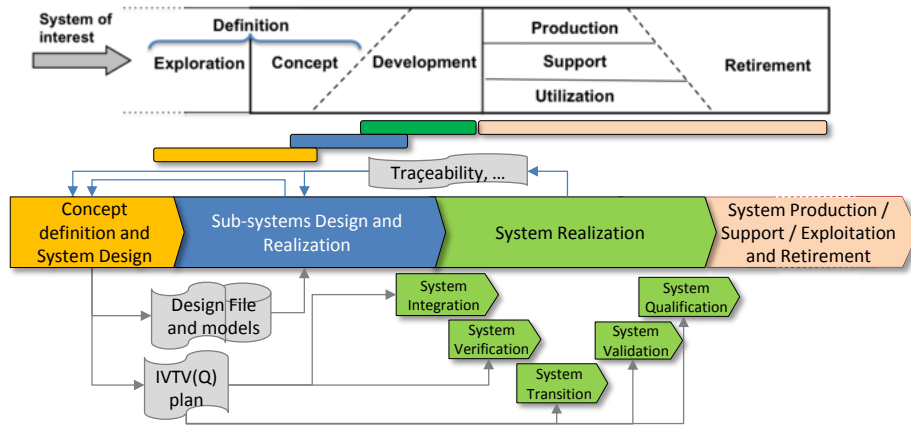 System of
interest
Definition
Exploration
Concept
Development
Production
Support
Utilization
Retirement
Traçeability, ...
Concept
definition and
System Design
Sub-systems Design and
Realization
System Realization
System Production /
Support / Exploitation
and Retirement
Design File
and models
System
Integration
System
Qualification
System
Verification
System
Validation
IVTV(Q)
plan
System
Transition